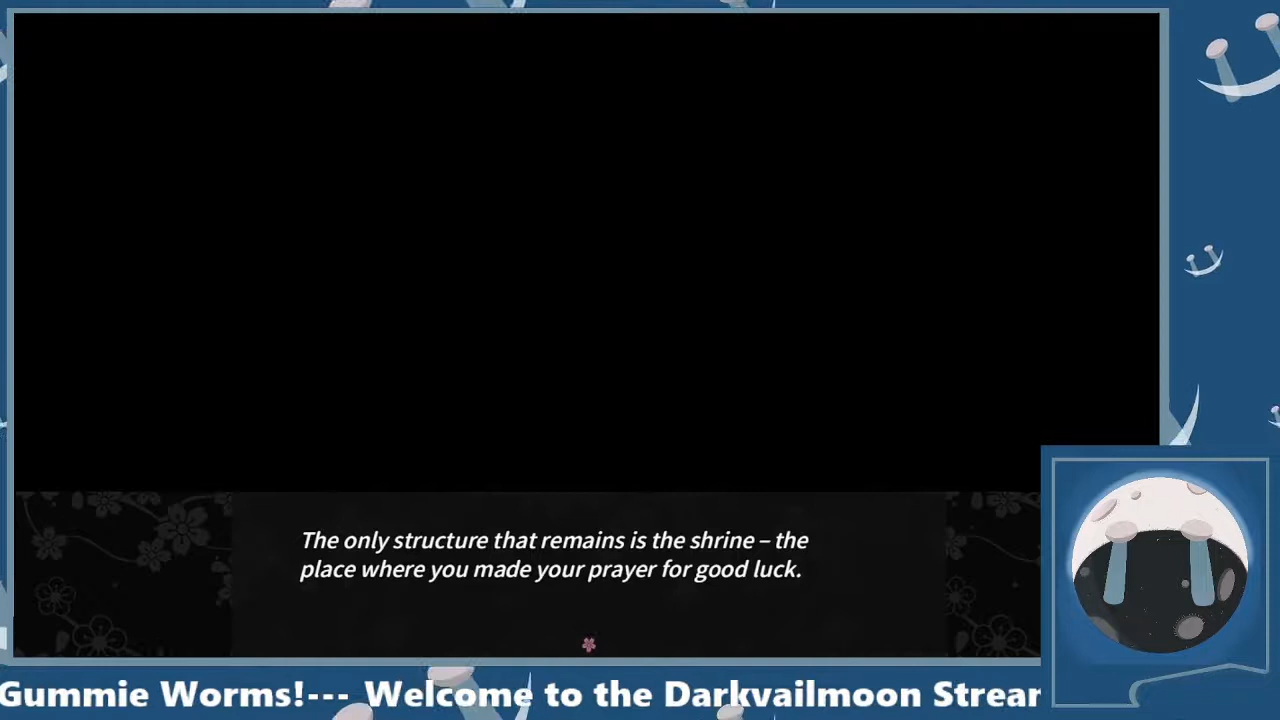 The only structure that remains is the shrine – the
place where you made your prayer for good luck.
Gummie Worms!--- Welcome to the Darkvailmoon